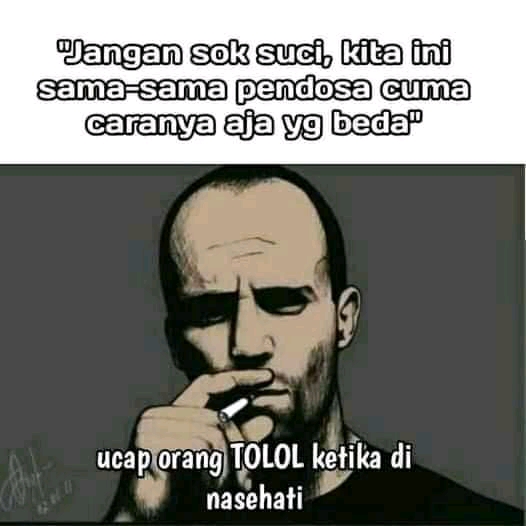 "Jangan sok suci, kita ini
sama-sama pendosa cuma
caranya aja yg beda"
ucap orang TOLOL ketika di
nasehati